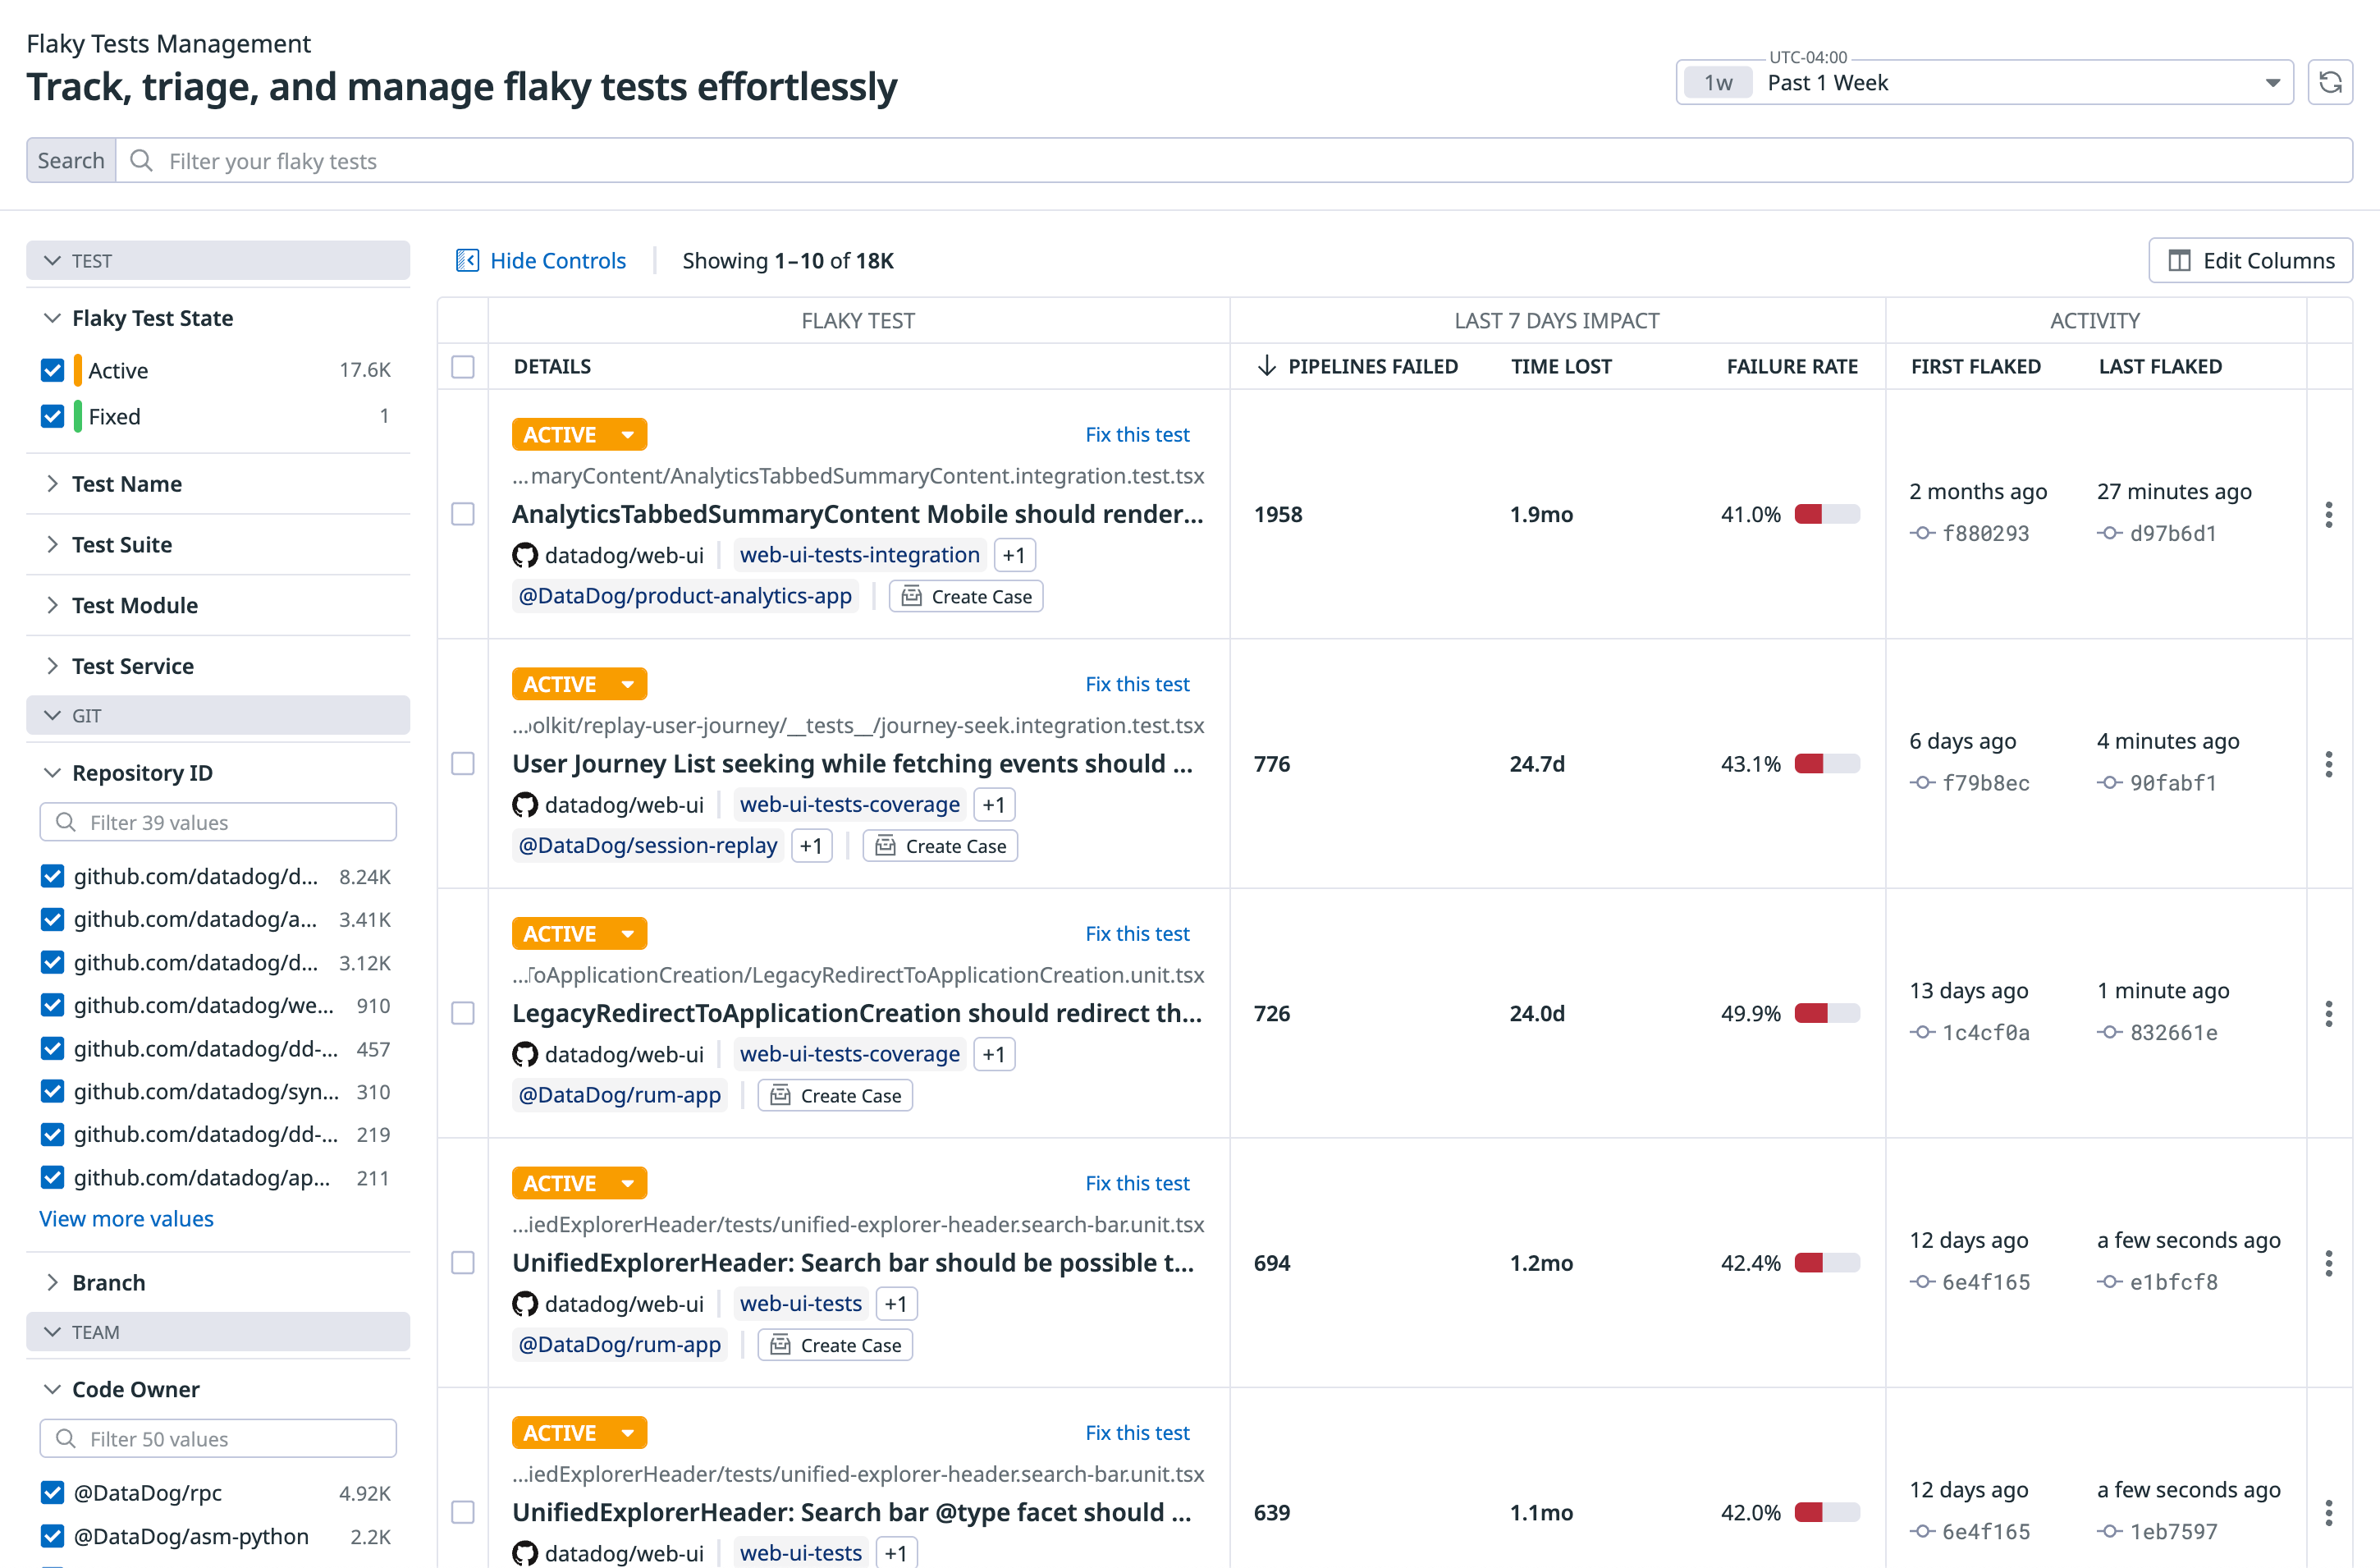 Flaky Tests Management
Track, triage, and manage flaky tests effortlessly
UTC-04:00
1w Past 1 Week
Search Filter your flaky tests
TEST
Flaky Test State
Active 17.6K
Fixed 1
Test Name
Test Suite
Test Module
Test Service
GIT
Repository ID
Filter 39 values
github.com/datadog/d... 8.24K
github.com/datadog/a... 3.41K
github.com/datadog/d... 3.12K
github.com/datadog/we... 910
github.com/datadog/dd-... 457
github.com/datadog/syn... 310
github.com/datadog/dd-... 219
github.com/datadog/ap... 211
View more values
Branch
TEAM
Code Owner
Filter 50 values
@DataDog/rpc 4.92K
@DataDog/asm-python 2.2K
Hide Controls Showing 1–10 of 18K Edit Columns
FLAKY TEST LAST 7 DAYS IMPACT ACTIVITY
DETAILS PIPELINES FAILED TIME LOST FAILURE RATE FIRST FLAKED LAST FLAKED
ACTIVE Fix this test
...maryContent/AnalyticsTabbedSummaryContent.integration.test.tsx
AnalyticsTabbedSummaryContent Mobile should render...
datadog/web-ui web-ui-tests-integration +1
@DataDog/product-analytics-app Create Case
1958 1.9mo 41.0%
2 months ago 27 minutes ago
f880293 d97b6d1
ACTIVE Fix this test
...olkit/replay-user-journey/__tests__/journey-seek.integration.test.tsx
User Journey List seeking while fetching events should ...
datadog/web-ui web-ui-tests-coverage +1
@DataDog/session-replay +1 Create Case
776 24.7d 43.1%
6 days ago 4 minutes ago
f79b8ec 90fabf1
ACTIVE Fix this test
...ToApplicationCreation/LegacyRedirectToApplicationCreation.unit.tsx
LegacyRedirectToApplicationCreation should redirect th...
datadog/web-ui web-ui-tests-coverage +1
@DataDog/rum-app Create Case
726 24.0d 49.9%
13 days ago 1 minute ago
1c4cf0a 832661e
ACTIVE Fix this test
...iedExplorerHeader/tests/unified-explorer-header.search-bar.unit.tsx
UnifiedExplorerHeader: Search bar should be possible t...
datadog/web-ui web-ui-tests +1
@DataDog/rum-app Create Case
694 1.2mo 42.4%
12 days ago a few seconds ago
6e4f165 e1bfcf8
ACTIVE Fix this test
...iedExplorerHeader/tests/unified-explorer-header.search-bar.unit.tsx
UnifiedExplorerHeader: Search bar @type facet should ...
datadog/web-ui web-ui-tests +1
639 1.1mo 42.0%
12 days ago a few seconds ago
6e4f165 1eb7597